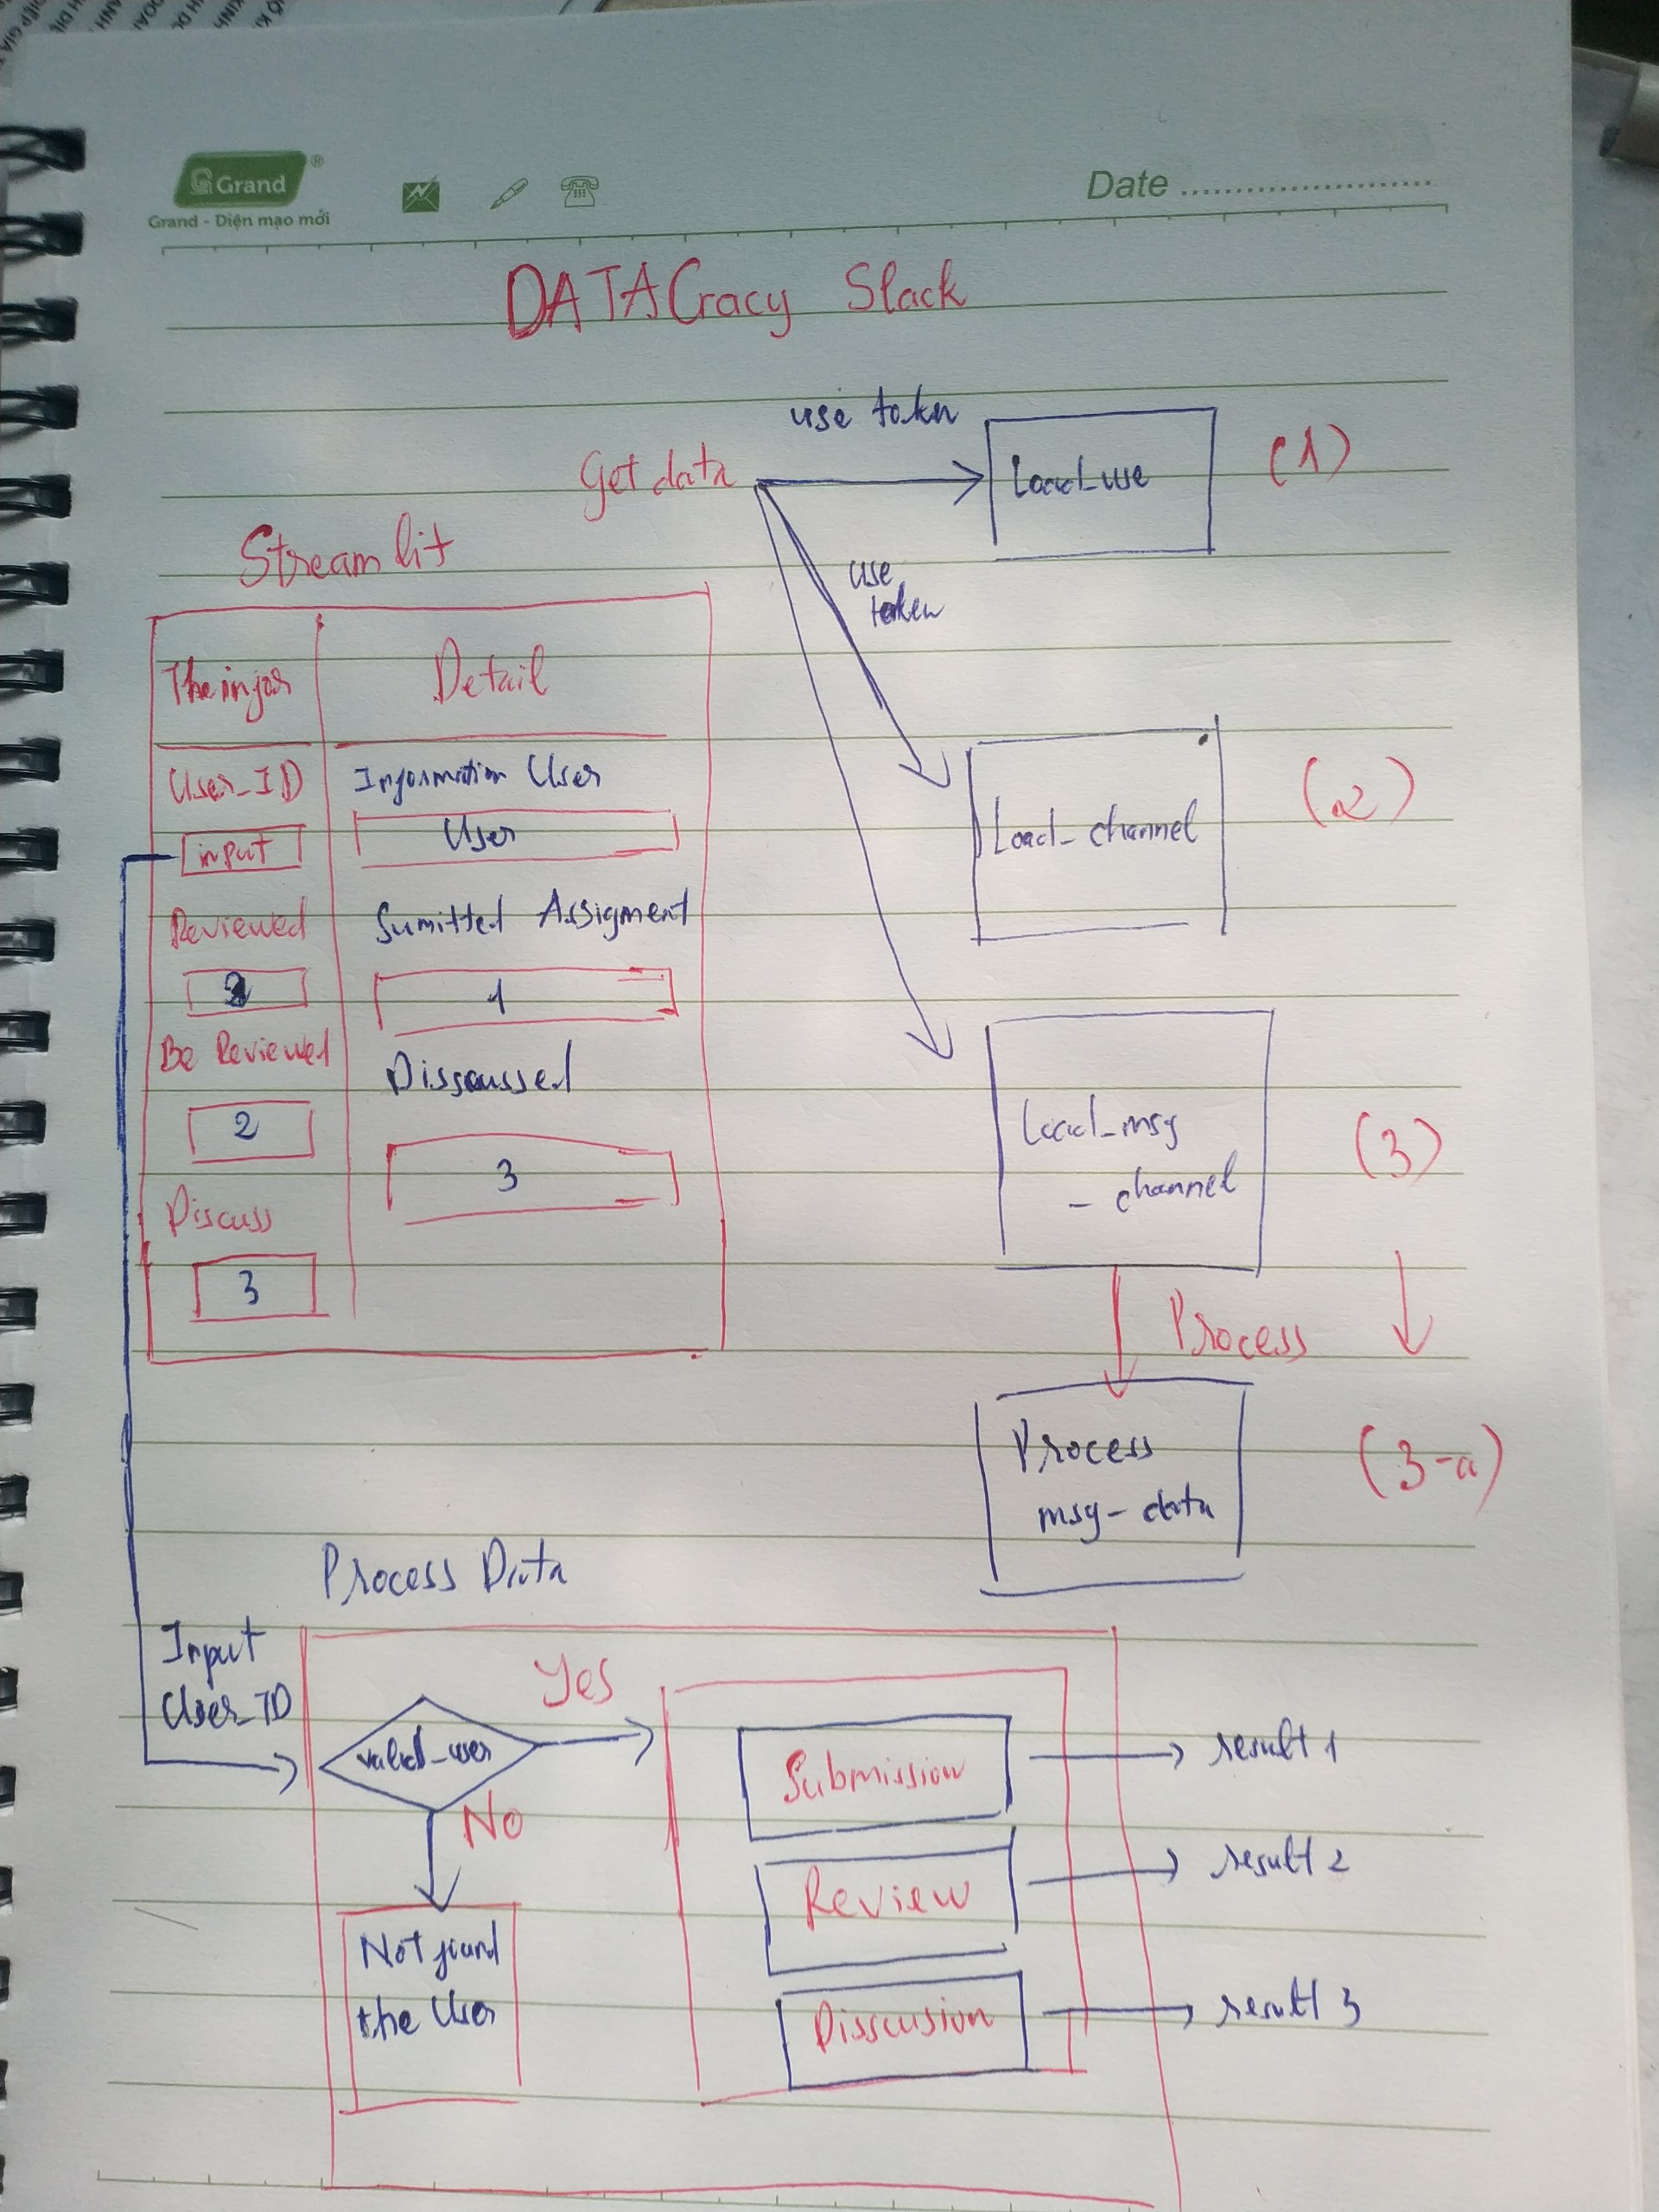 Grand®
Grand - Diện mạo mới
Date
DATACracy Slack
use token
Get data
Load_use
(1)
Streamlit
use
token
The infor
Detail
User_ID
Information User
input
User
Load_channel
(2)
Reviewed
Sumitted Assigment
1
Be Reviewed
Disscussed
2
3
Load_msg
_ channel
(3)
Discuss
3
Process
Process
msg-data
(3-a)
Process Data
Input
User_ID
Yes
valid_user
No
Submission
result 1
Review
result 2
Not found
the User
Disscusion
result 3